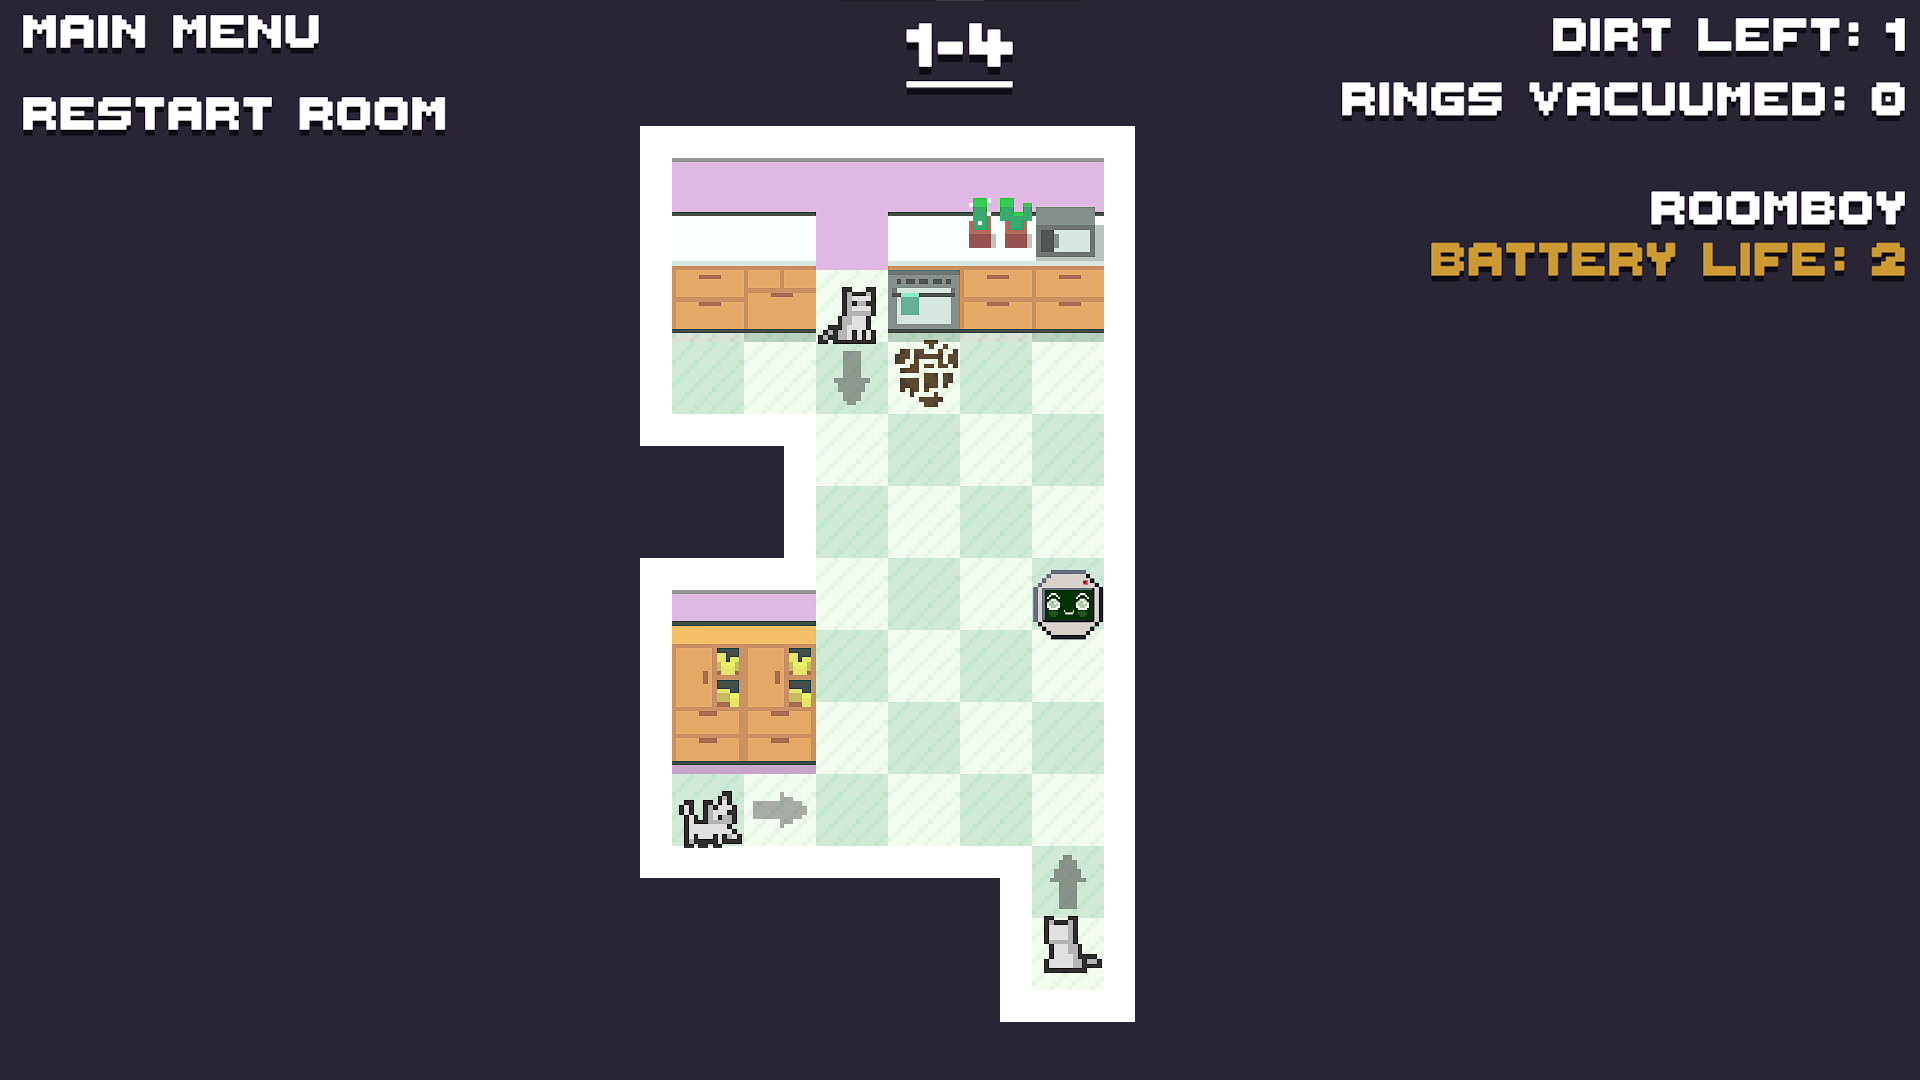 MAIN MENU
RESTART ROOM
1-4
DIRT LEFT: 1
RINGS VACUUMED: 0
ROOMBOY
BATTERY LIFE: 2